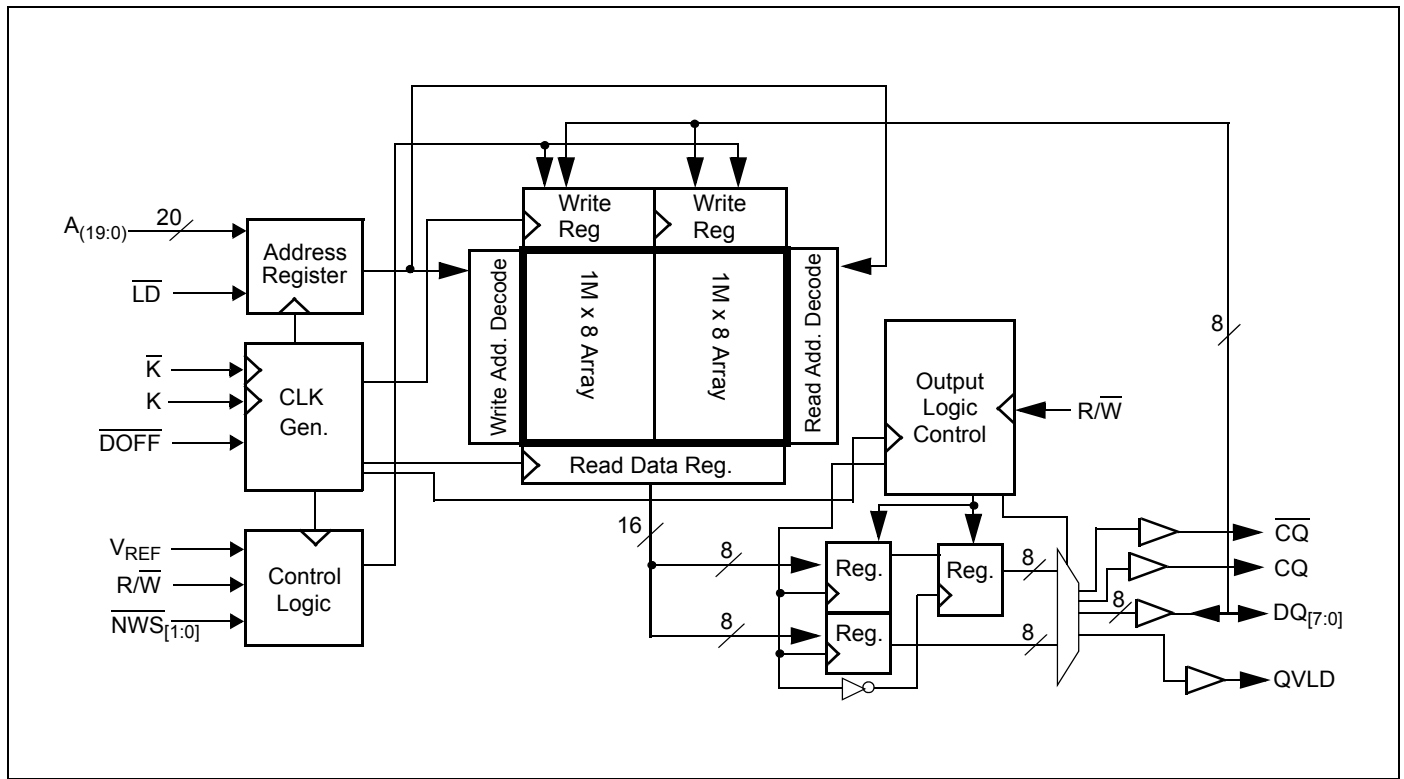 A(19:0)
20
LD
Address
Register
K
K
DOFF
CLK
Gen.
VREF
R/W
NWS[1:0]
Control
Logic
Write
Reg
Write
Reg
Write Add. Decode
1M x 8 Array
1M x 8 Array
Read Add. Decode
Read Data Reg.
16
8
8
Output
Logic
Control
R/W
8
Reg.
Reg.
Reg.
8
8
8
CQ
CQ
DQ[7:0]
QVLD